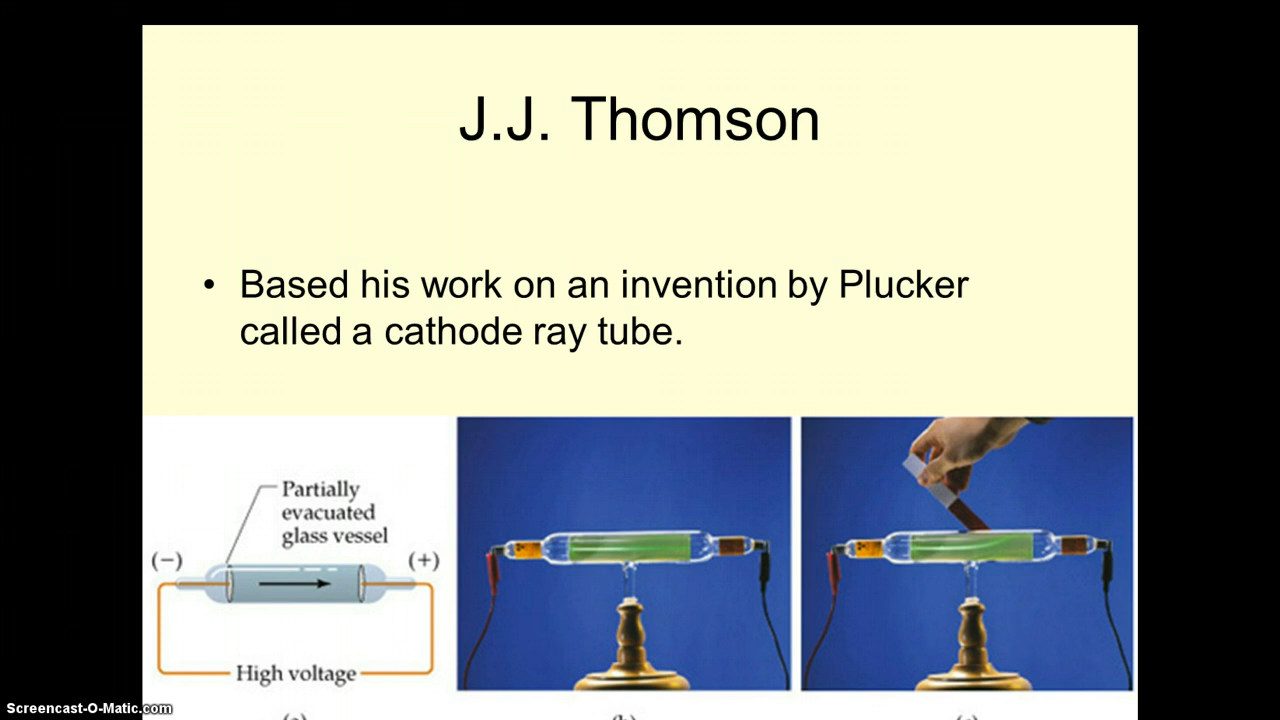 J.J. Thomson
• Based his work on an invention by Plucker
called a cathode ray tube.
Partially
evacuated
glass vessel
(−)
(+)
High voltage
Screencast-O-Matic.com